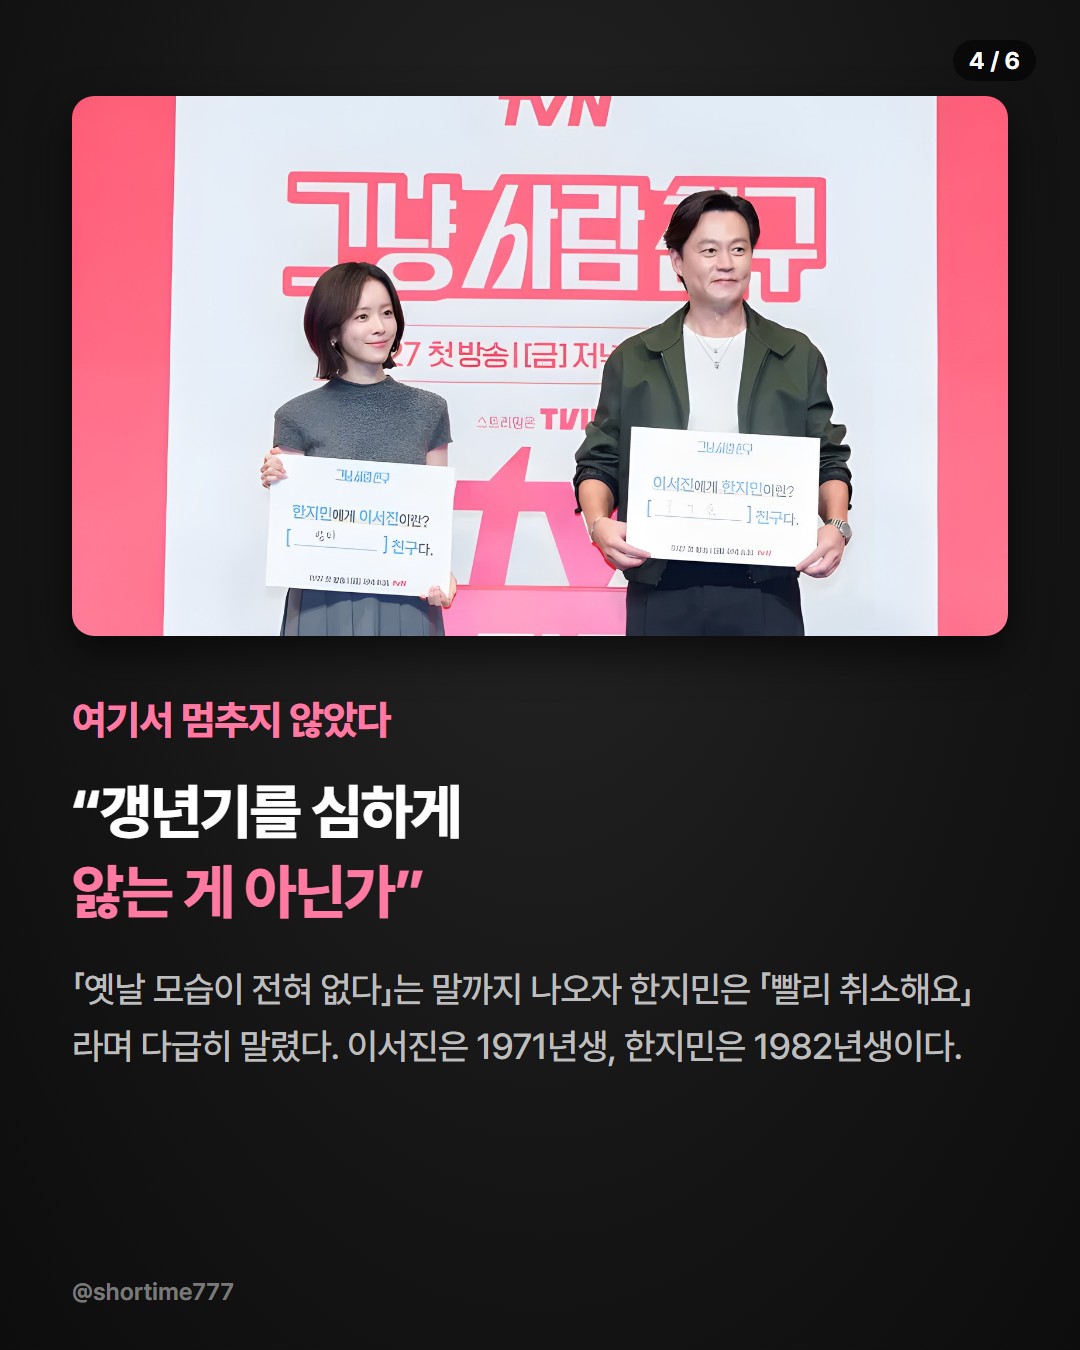 4 / 6
tvN
그냥 사람 친구
27 첫방송 | [금] 저녁
스트리밍은 TVING
그냥 사람 친구
한지민에게 이서진이란?
[ ] 친구다.
tvN
그냥 사람 친구
이서진에게 한지민이란?
[ ] 친구다.
tvN
여기서 멈추지 않았다
“갱년기를 심하게
앓는 게 아닌가”
「옛날 모습이 전혀 없다」는 말까지 나오자 한지민은 「빨리 취소해요」
라며 다급히 말렸다. 이서진은 1971년생, 한지민은 1982년생이다.
@shortime777